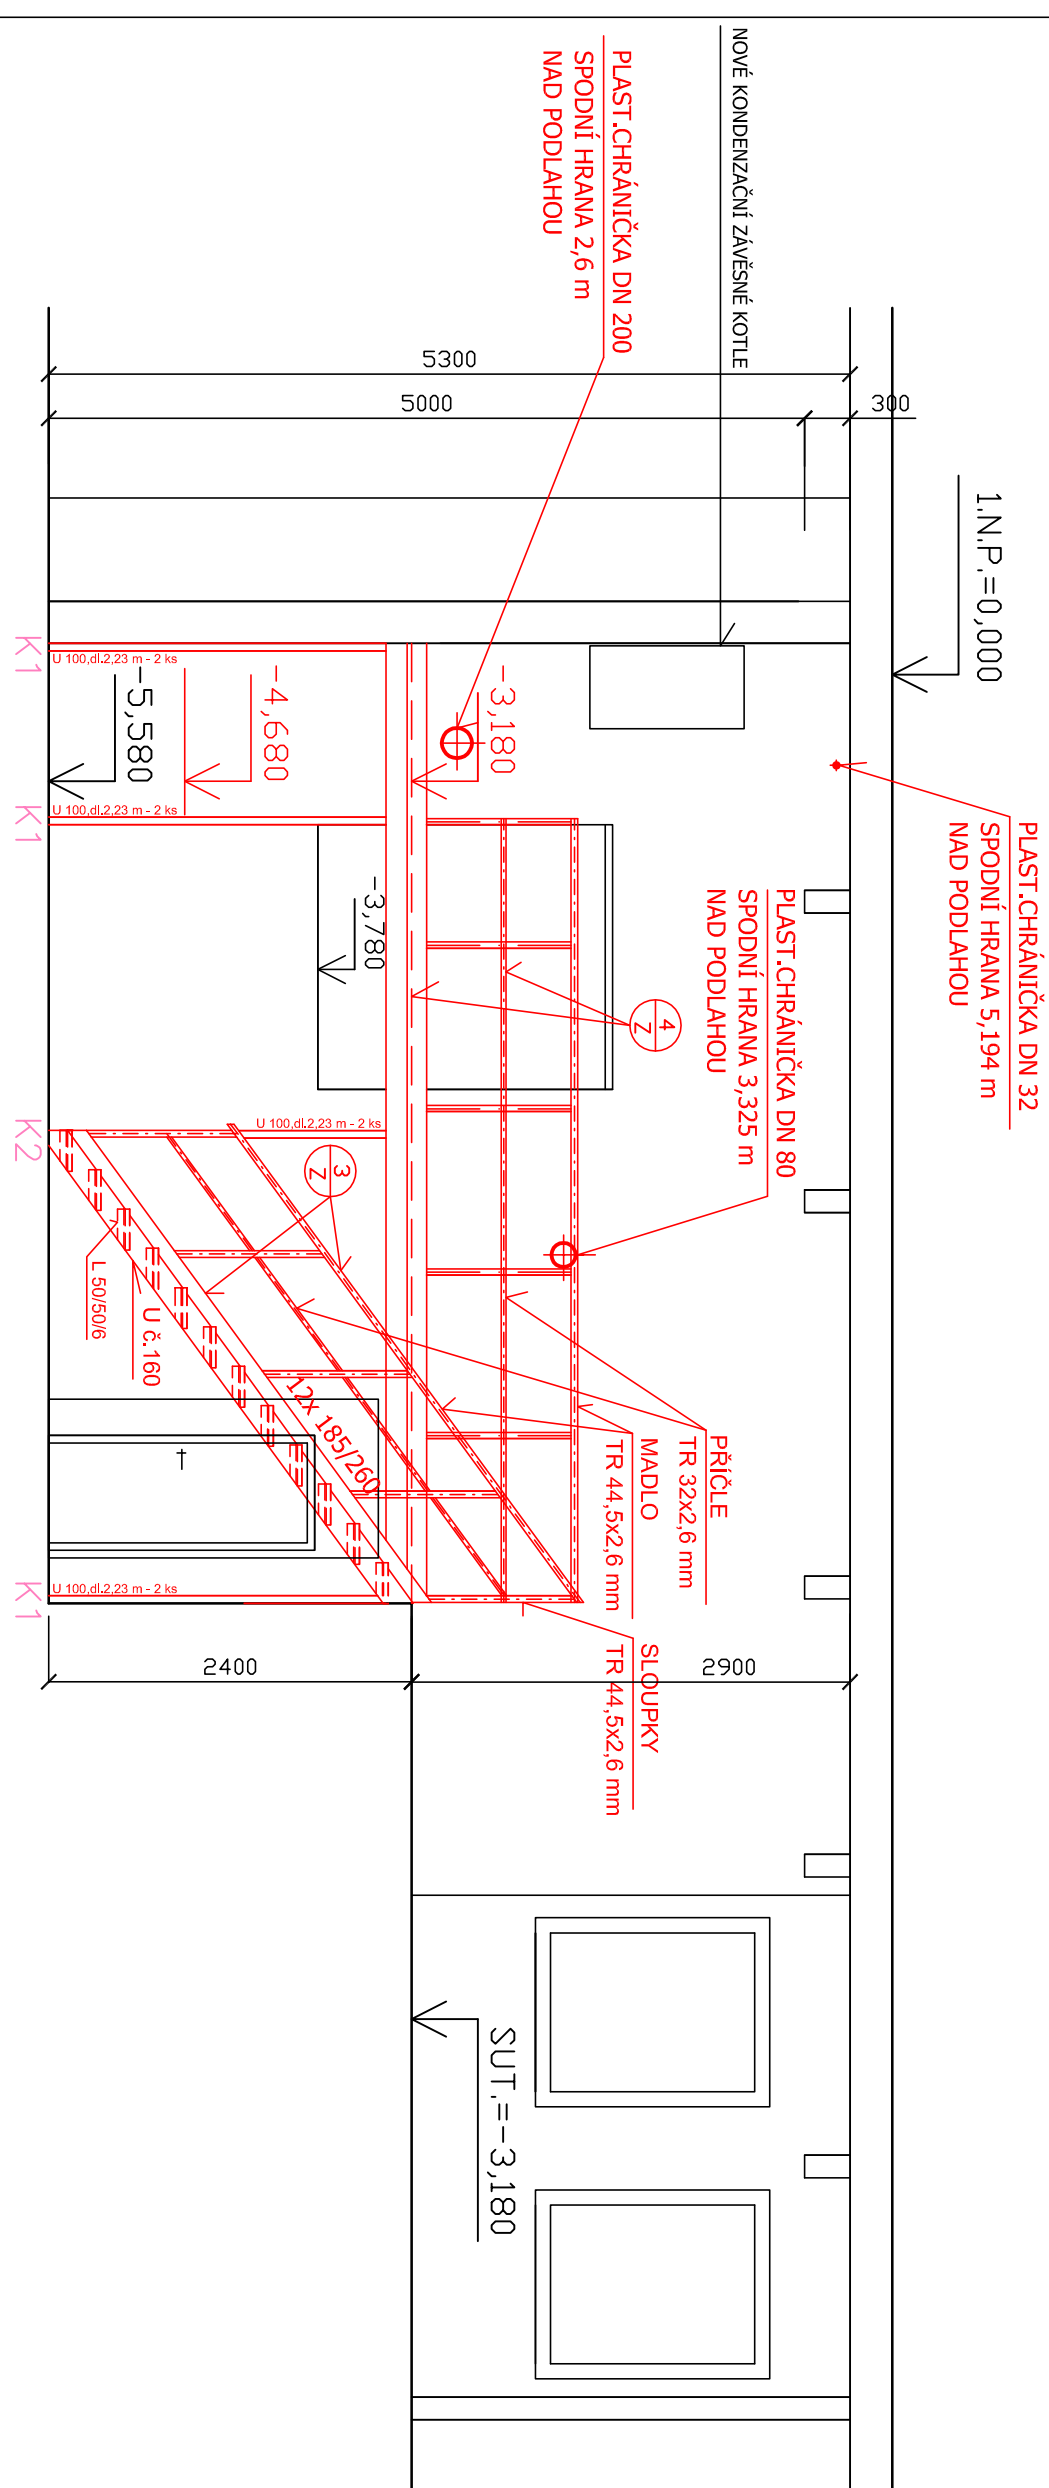 1.N.P.=0,000
PLAST.CHRÁNIČKA DN 32
SPODNÍ HRANA 5,194 m
NAD PODLAHOU
300
5300
5000
NOVÉ KONDENZAČNÍ ZÁVĚSNÉ KOTLE
PLAST.CHRÁNIČKA DN 200
SPODNÍ HRANA 2,6 m
NAD PODLAHOU
PLAST.CHRÁNIČKA DN 80
SPODNÍ HRANA 3,325 m
NAD PODLAHOU
4
Z
PŘÍČLE
TR 32x2,6 mm
MADLO
TR 44,5x2,6 mm
SLOUPKY
TR 44,5x2,6 mm
2900
2400
SUT.=-3,180
-3,180
-3,780
-4,680
-5,580
3
Z
12x 185/260
U č.160
L 50/50/6
U 100,dl.2,23 m - 2 ks
U 100,dl.2,23 m - 2 ks
U 100,dl.2,23 m - 2 ks
U 100,dl.2,23 m - 2 ks
K1
K1
K2
K1